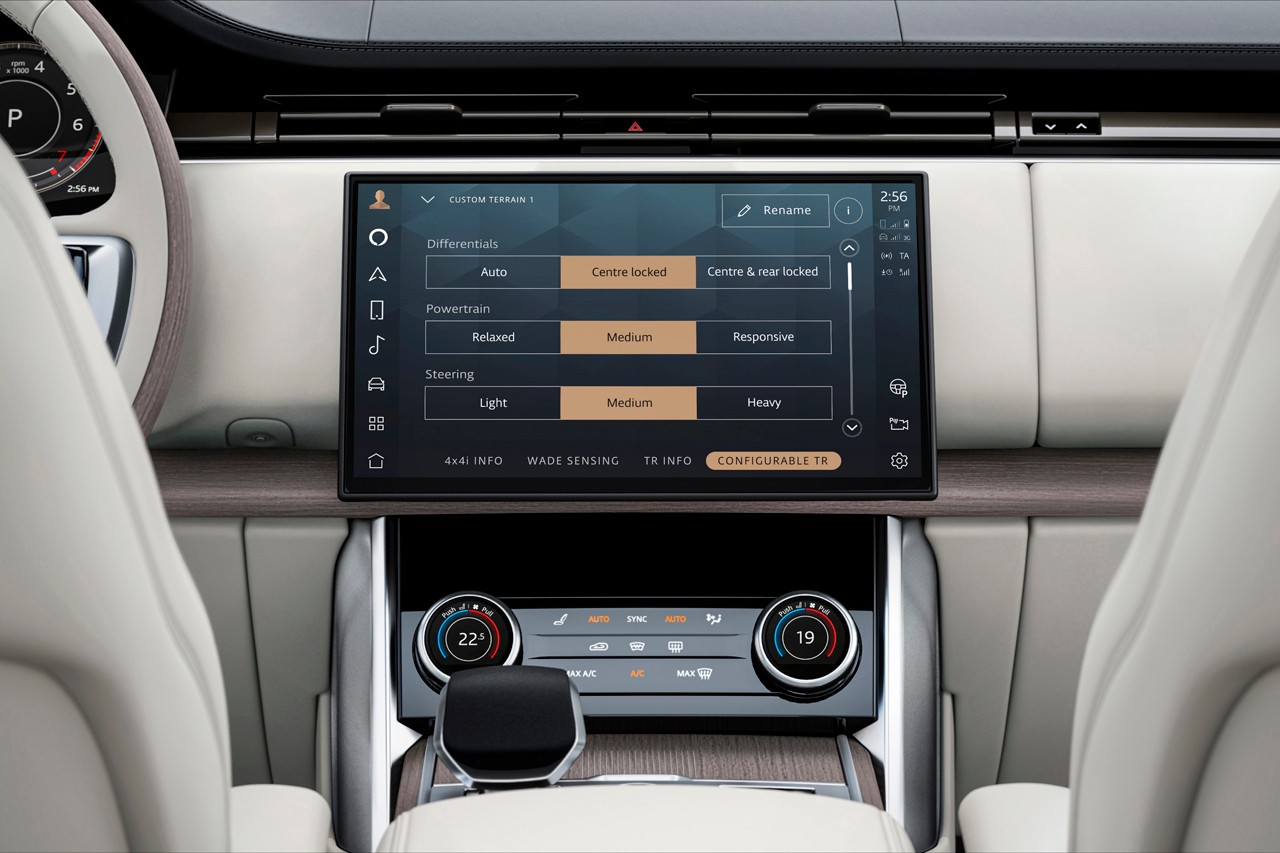 rpm
x 1000
4
5
P
6
7
2:56 PM
CUSTOM TERRAIN 1
Rename
i
2:56
PM
3G
TA
Differentials
Auto Centre locked Centre & rear locked
Powertrain
Relaxed Medium Responsive
Steering
Light Medium Heavy
P
4x4i INFO WADE SENSING TR INFO CONFIGURABLE TR
Push Pull
22.5
AUTO SYNC AUTO
MAX A/C A/C MAX
Push Pull
19